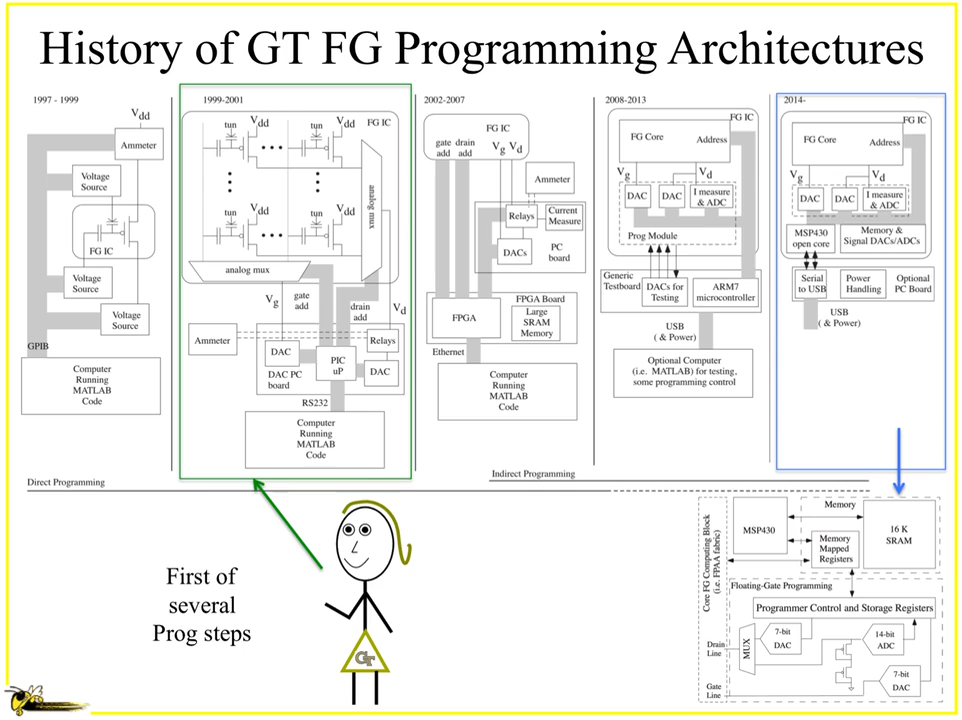 History of GT FG Programming Architectures
1997 - 1999
Vdd
Ammeter
Voltage
Source
FG IC
Voltage
Source
Voltage
Source
GPIB
Computer
Running
MATLAB
Code
Direct Programming
1999-2001
tun
Vdd
tun
Vdd
FG IC
tun
Vdd
tun
Vdd
analog mux
analog mux
Vg
gate
add
drain
add
Vd
Ammeter
Relays
DAC
PIC
uP
DAC
DAC PC
board
RS232
Computer
Running
MATLAB
Code
2002-2007
FG IC
gate
add
drain
add
Vg Vd
Ammeter
Relays
Current
Measure
DACs
PC
board
FPGA
FPGA Board
Large
SRAM
Memory
Ethernet
Computer
Running
MATLAB
Code
Indirect Programming
2008-2013
FG IC
FG Core
Address
Vg
Vd
DAC
DAC
I measure
& ADC
Prog Module
Generic
Testboard
DACs for
Testing
ARM7
microcontroller
USB
( & Power)
Optional Computer
(i.e. MATLAB) for testing,
some programming control
2014-
FG IC
FG Core
Address
Vg
Vd
DAC
DAC
I measure
& ADC
MSP430
open core
Memory &
Signal DACs/ADCs
Serial
to USB
Power
Handling
Optional
PC Board
USB
( & Power)
First of
several
Prog steps
GT
Core FG Computing Block
(i.e. FPAA fabric)
MSP430
Memory
Memory
Mapped
Registers
16 K
SRAM
Floating-Gate Programming
Programmer Control and Storage Registers
Drain
Line
MUX
7-bit
DAC
14-bit
ADC
7-bit
DAC
Gate
Line